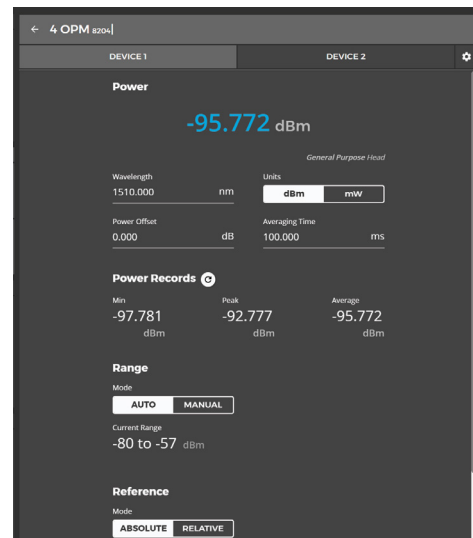 ← 4 OPM 8204
DEVICE 1 DEVICE 2
Power
-95.772 dBm
General Purpose Head
Wavelength Units
1510.000 nm dBm mW
Power Offset Averaging Time
0.000 dB 100.000 ms
Power Records
Min Peak Average
-97.781 -92.777 -95.772
dBm dBm dBm
Range
Mode
AUTO MANUAL
Current Range
-80 to -57 dBm
Reference
Mode
ABSOLUTE RELATIVE